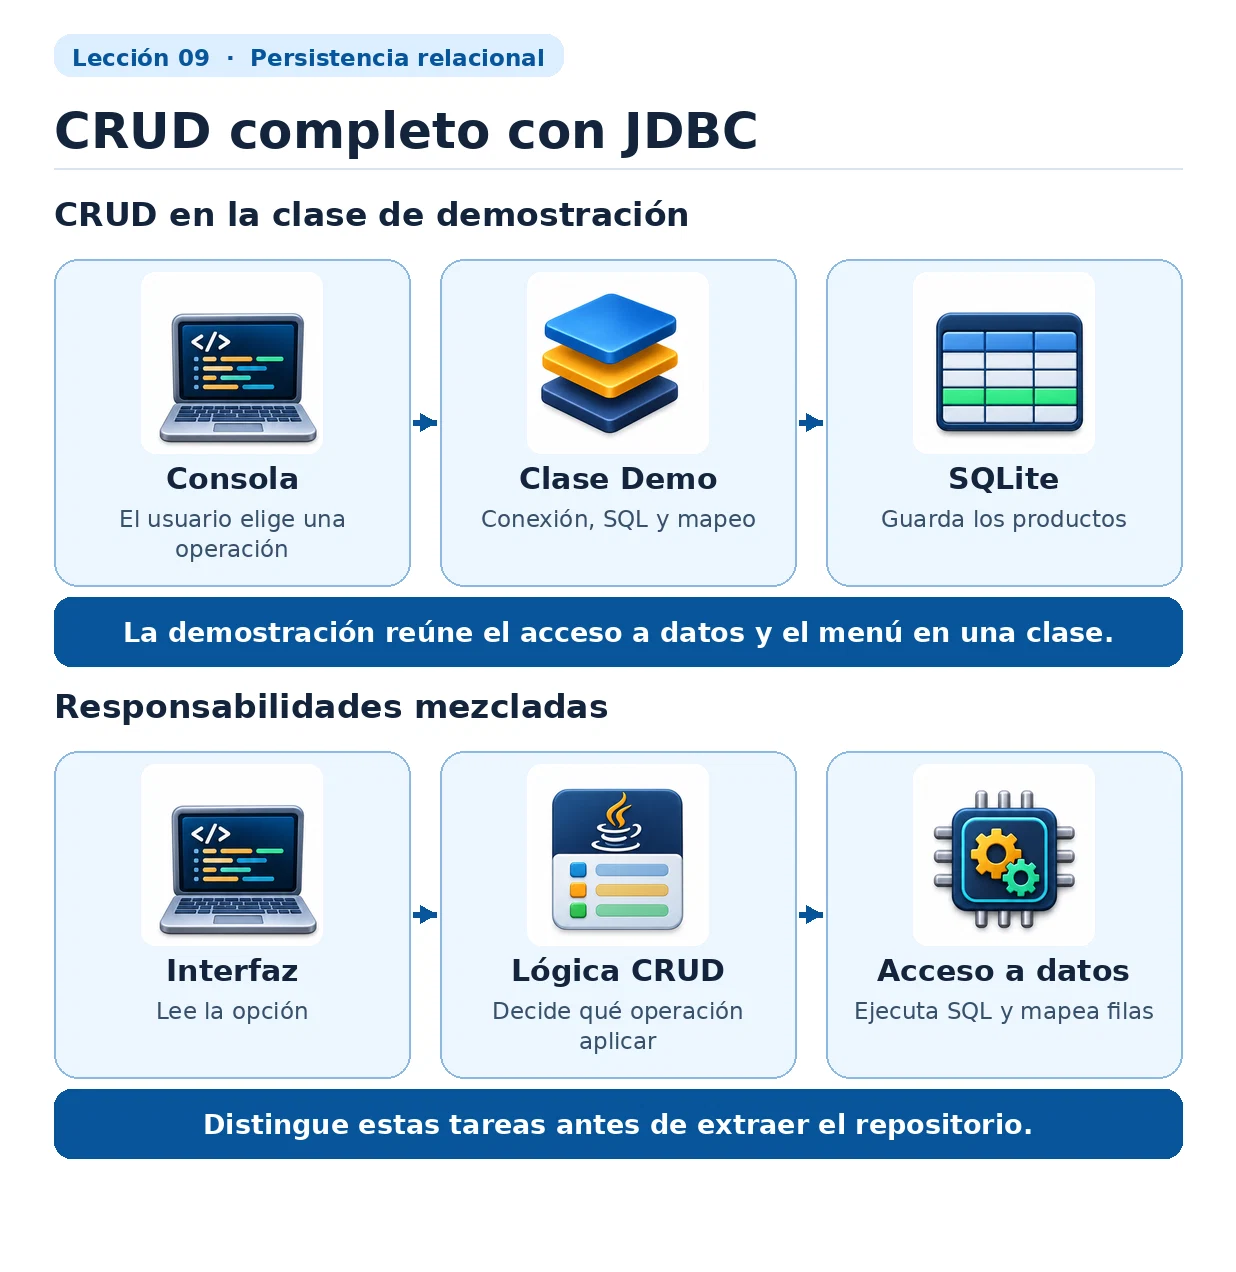 Lección 09 · Persistencia relacional
CRUD completo con JDBC
CRUD en la clase de demostración
</>
Consola
El usuario elige una
operación
Clase Demo
Conexión, SQL y mapeo
SQLite
Guarda los productos
La demostración reúne el acceso a datos y el menú en una clase.
Responsabilidades mezcladas
</>
Interfaz
Lee la opción
Lógica CRUD
Decide qué operación
aplicar
Acceso a datos
Ejecuta SQL y mapea filas
Distingue estas tareas antes de extraer el repositorio.